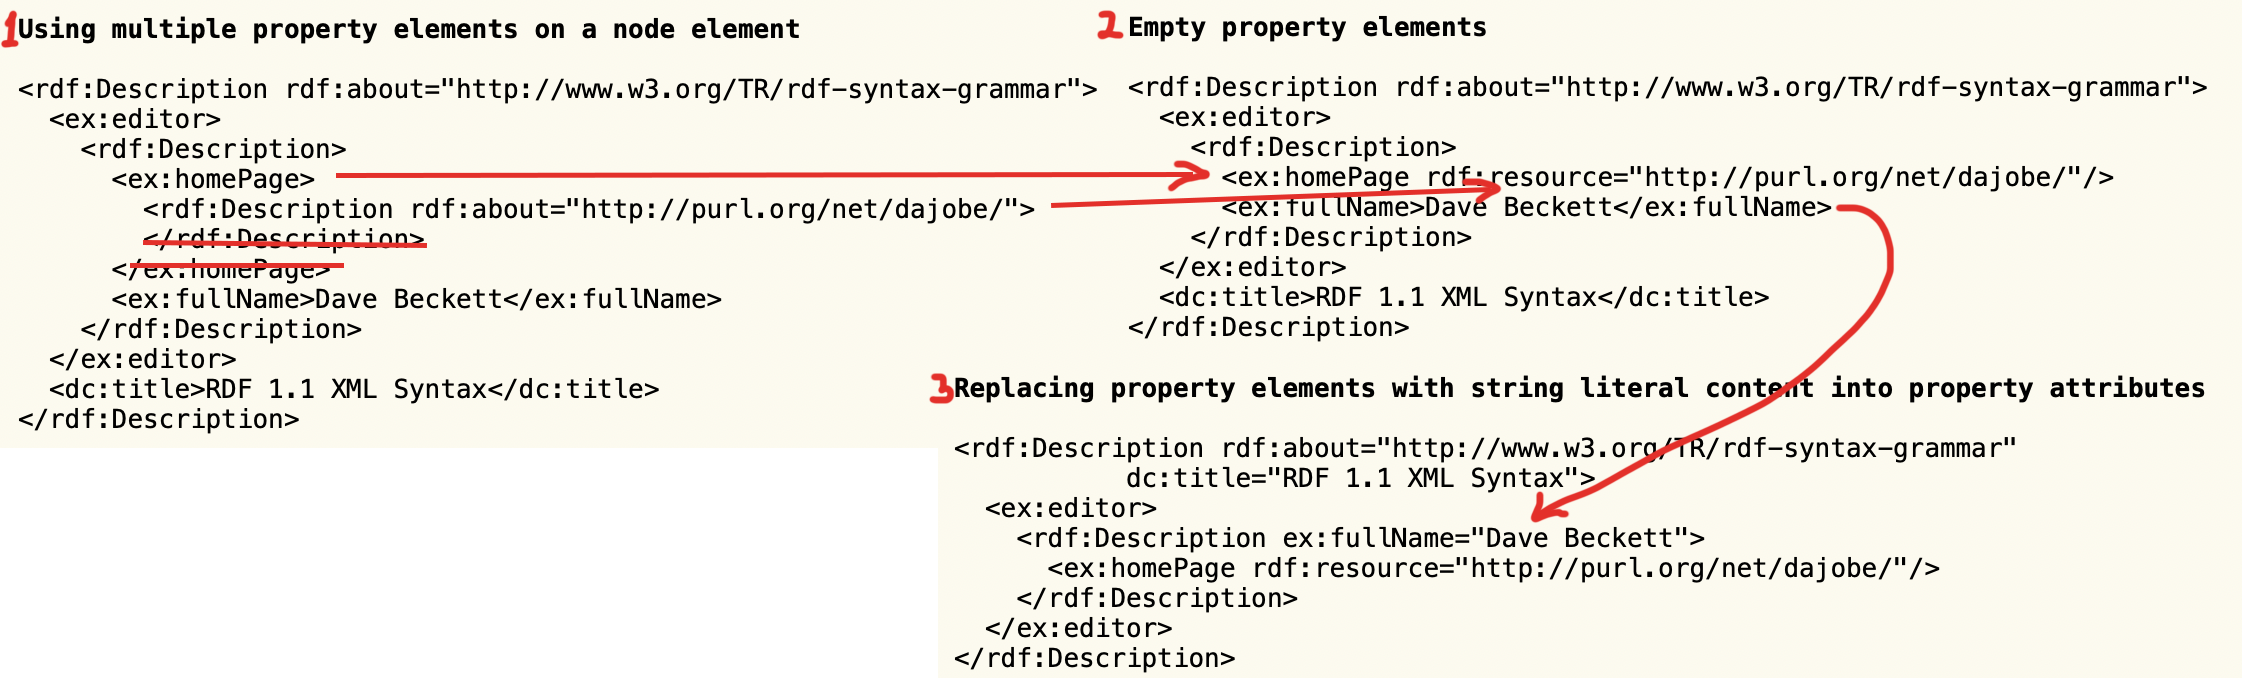 1 Using multiple property elements on a node element
<rdf:Description rdf:about="http://www.w3.org/TR/rdf-syntax-grammar">
  <ex:editor>
    <rdf:Description>
      <ex:homePage>
        <rdf:Description rdf:about="http://purl.org/net/dajobe/">
        </rdf:Description>
      </ex:homePage>
      <ex:fullName>Dave Beckett</ex:fullName>
    </rdf:Description>
  </ex:editor>
  <dc:title>RDF 1.1 XML Syntax</dc:title>
</rdf:Description>
2 Empty property elements
<rdf:Description rdf:about="http://www.w3.org/TR/rdf-syntax-grammar">
  <ex:editor>
    <rdf:Description>
      <ex:homePage rdf:resource="http://purl.org/net/dajobe/"/>
      <ex:fullName>Dave Beckett</ex:fullName>
    </rdf:Description>
  </ex:editor>
  <dc:title>RDF 1.1 XML Syntax</dc:title>
</rdf:Description>
3 Replacing property elements with string literal content into property attributes
<rdf:Description rdf:about="http://www.w3.org/TR/rdf-syntax-grammar"
           dc:title="RDF 1.1 XML Syntax">
  <ex:editor>
    <rdf:Description ex:fullName="Dave Beckett">
      <ex:homePage rdf:resource="http://purl.org/net/dajobe/"/>
    </rdf:Description>
  </ex:editor>
</rdf:Description>